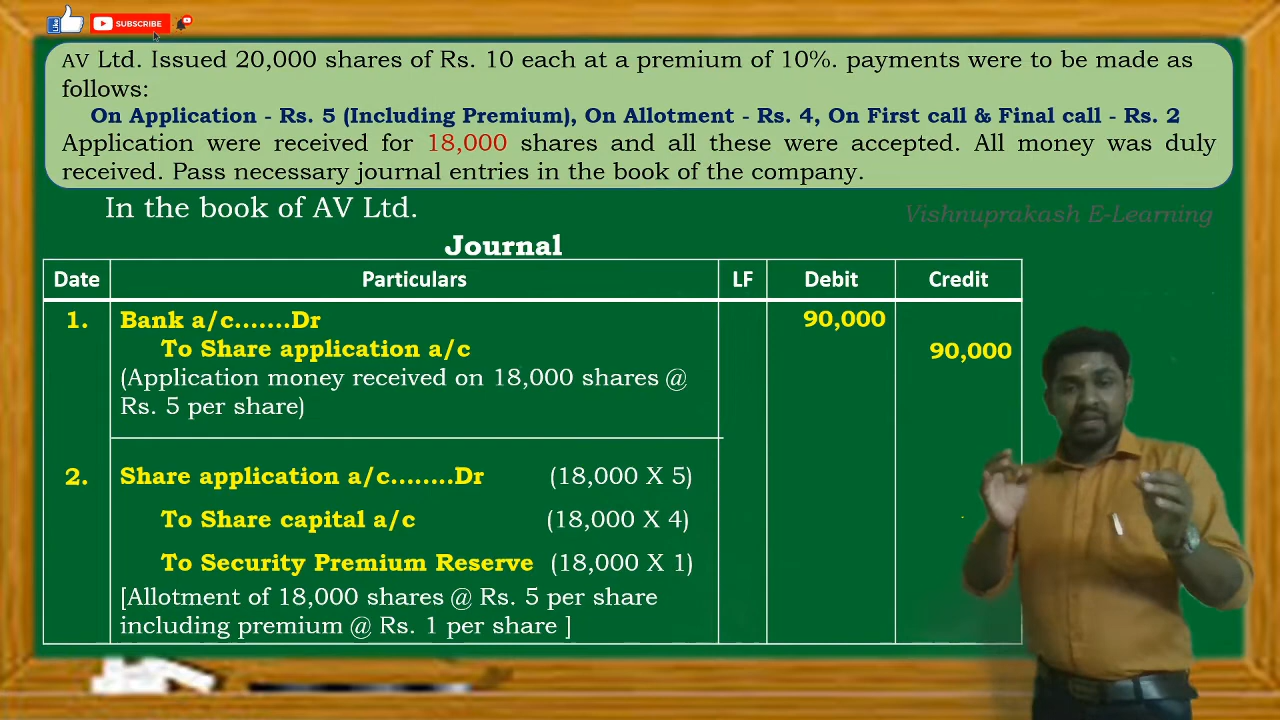 Like
SUBSCRIBE
AV Ltd. Issued 20,000 shares of Rs. 10 each at a premium of 10%. payments were to be made as
follows:
On Application - Rs. 5 (Including Premium), On Allotment - Rs. 4, On First call & Final call - Rs. 2
Application were received for 18,000 shares and all these were accepted. All money was duly
received. Pass necessary journal entries in the book of the company.
In the book of AV Ltd.
Vishnuprakash E-Learning
Journal
Date Particulars LF Debit Credit
1. Bank a/c.......Dr 90,000
To Share application a/c 90,000
(Application money received on 18,000 shares @
Rs. 5 per share)
2. Share application a/c........Dr (18,000 X 5)
To Share capital a/c (18,000 X 4)
To Security Premium Reserve (18,000 X 1)
[Allotment of 18,000 shares @ Rs. 5 per share
including premium @ Rs. 1 per share ]